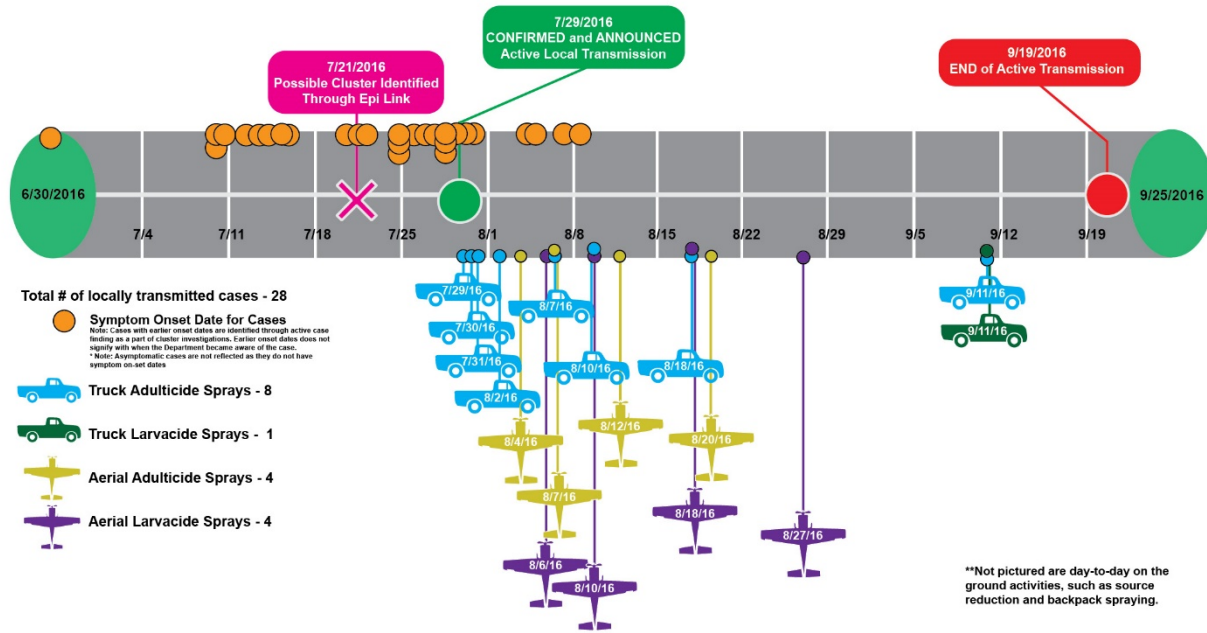 7/29/2016
CONFIRMED and ANNOUNCED
Active Local Transmission
7/21/2016
Possible Cluster Identified
Through Epi Link
9/19/2016
END of Active Transmission
6/30/2016
9/25/2016
7/4
7/11
7/18
7/25
8/1
8/8
8/15
8/22
8/29
9/5
9/12
9/19
Total # of locally transmitted cases - 28
Symptom Onset Date for Cases
Note: Cases with earlier onset dates are identified through active case
finding as a part of cluster investigations. Earlier onset dates does not
signify with when the Department became aware of the case.
* Note: Asymptomatic cases are not reflected as they do not have
symptom on-set dates
Truck Adulticide Sprays - 8
Truck Larvacide Sprays - 1
Aerial Adulticide Sprays - 4
Aerial Larvacide Sprays - 4
7/29/16
7/30/16
7/31/16
8/2/16
8/7/16
8/10/16
8/18/16
9/11/16
9/11/16
8/4/16
8/7/16
8/12/16
8/20/16
8/6/16
8/10/16
8/18/16
8/27/16
**Not pictured are day-to-day on the
ground activities, such as source
reduction and backpack spraying.